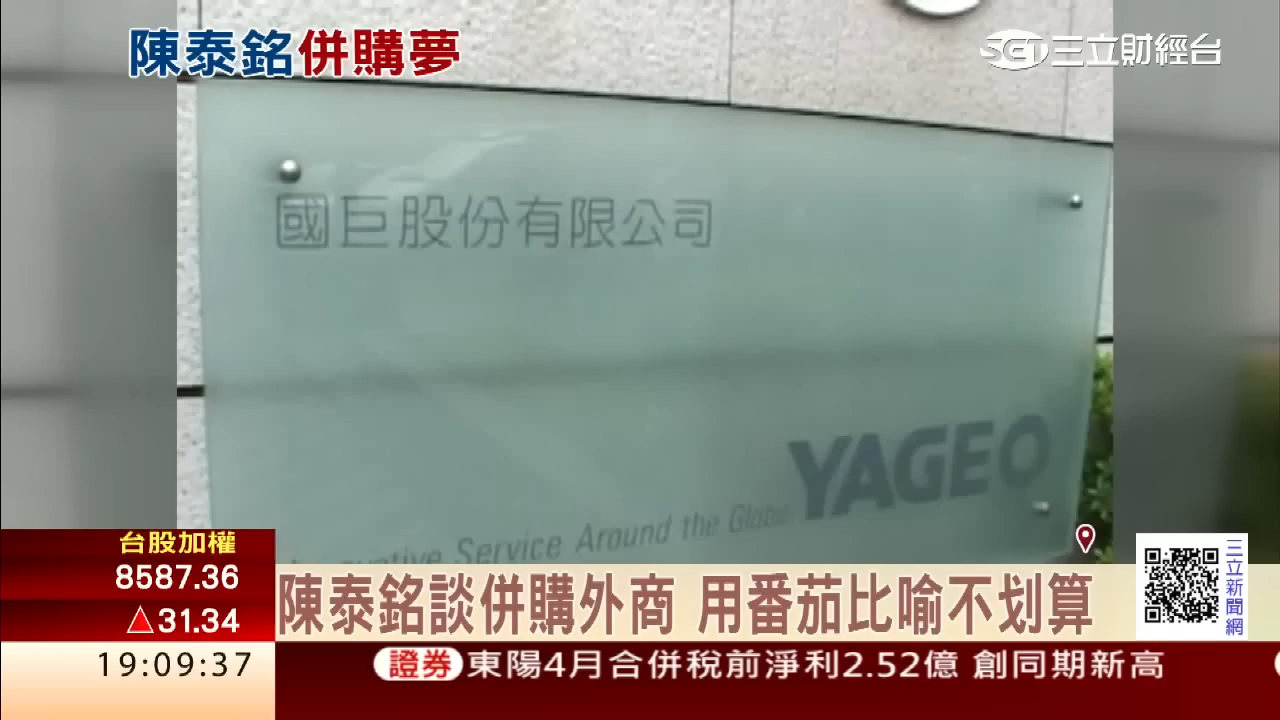 陳泰銘併購夢
SET 三立財經台
國巨股份有限公司
YAGEO
Service Around the Globe
台股加權
8587.36
△31.34
陳泰銘談併購外商 用番茄比喻不划算
三立新聞網
19:09:37
證券 東陽4月合併稅前淨利2.52億 創同期新高